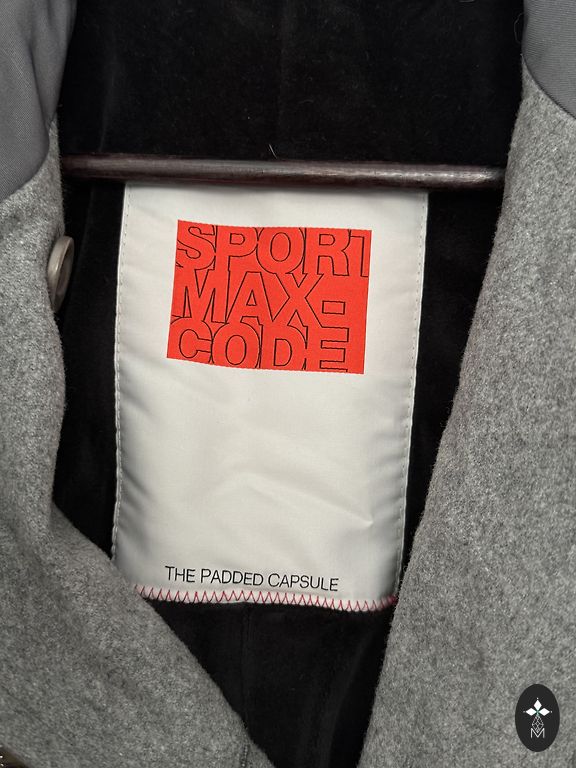 SPORT
MAX-
CODE
THE PADDED CAPSULE
M